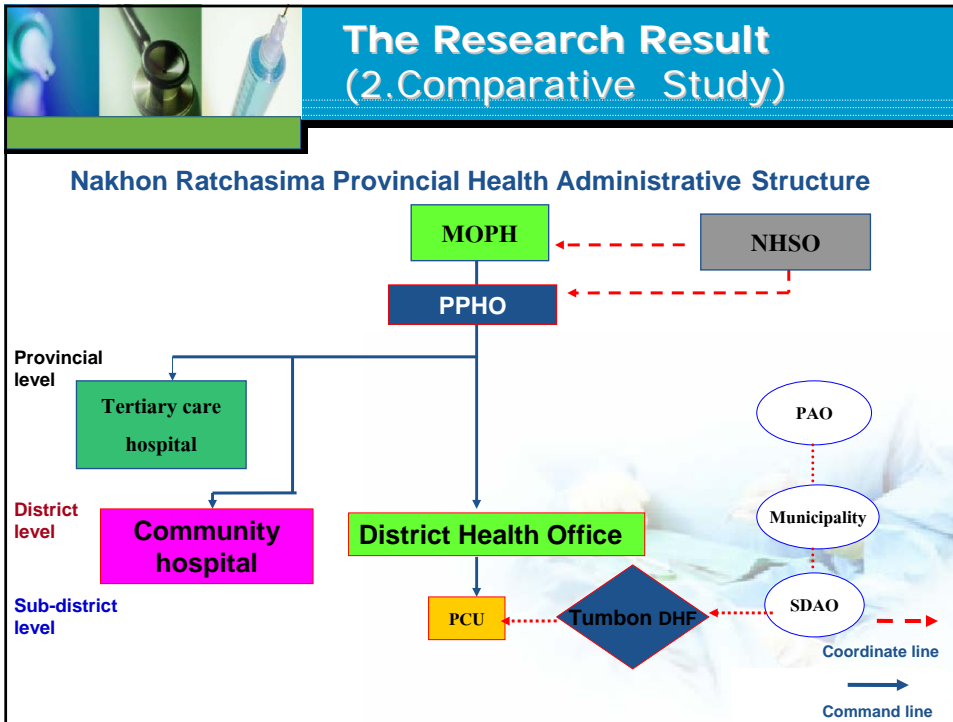 The Research Result
(2.Comparative Study)
Nakhon Ratchasima Provincial Health Administrative Structure
MOPH
NHSO
PPHO
Provincial
level
Tertiary care
hospital
PAO
District
level
Community
hospital
District Health Office
Municipality
Sub-district
level
PCU
Tumbon DHF
SDAO
Coordinate line
Command line